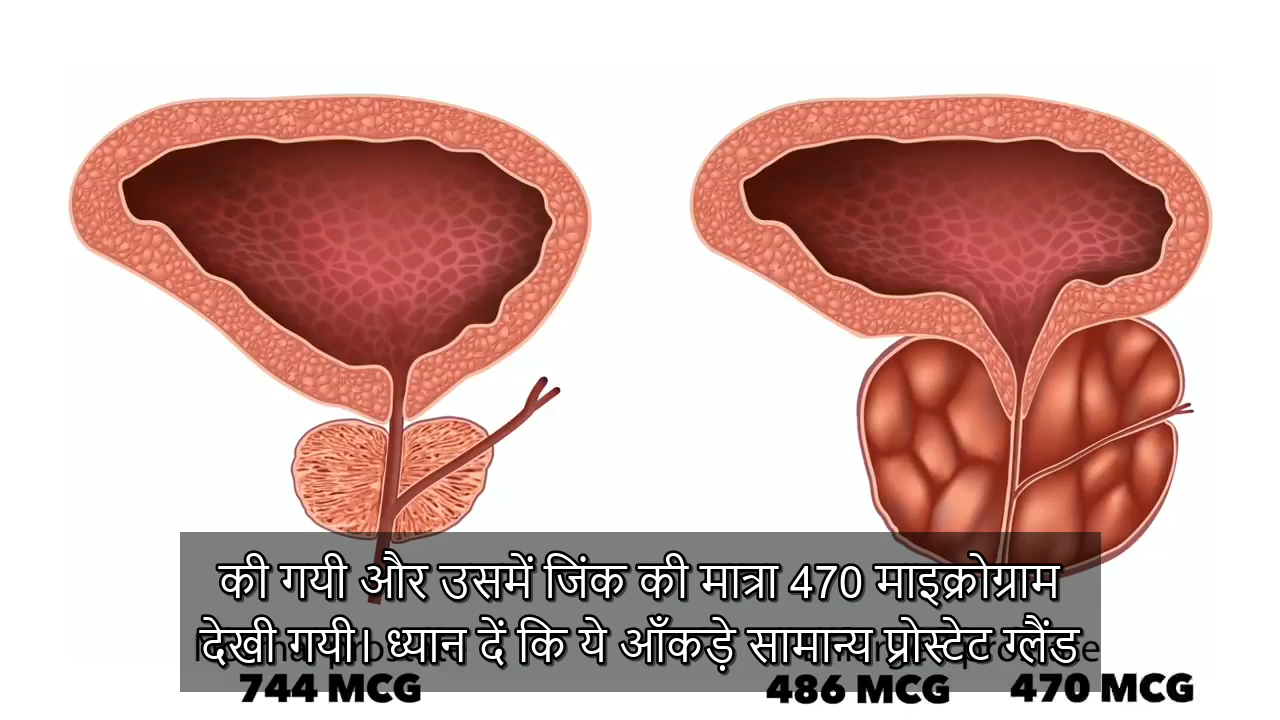 की गयी और उसमें जिंक की मात्रा 470 माइक्रोग्राम
देखी गयी। ध्यान दें कि ये आँकड़े सामान्य प्रोस्टेट ग्लैंड
744 MCG 486 MCG 470 MCG